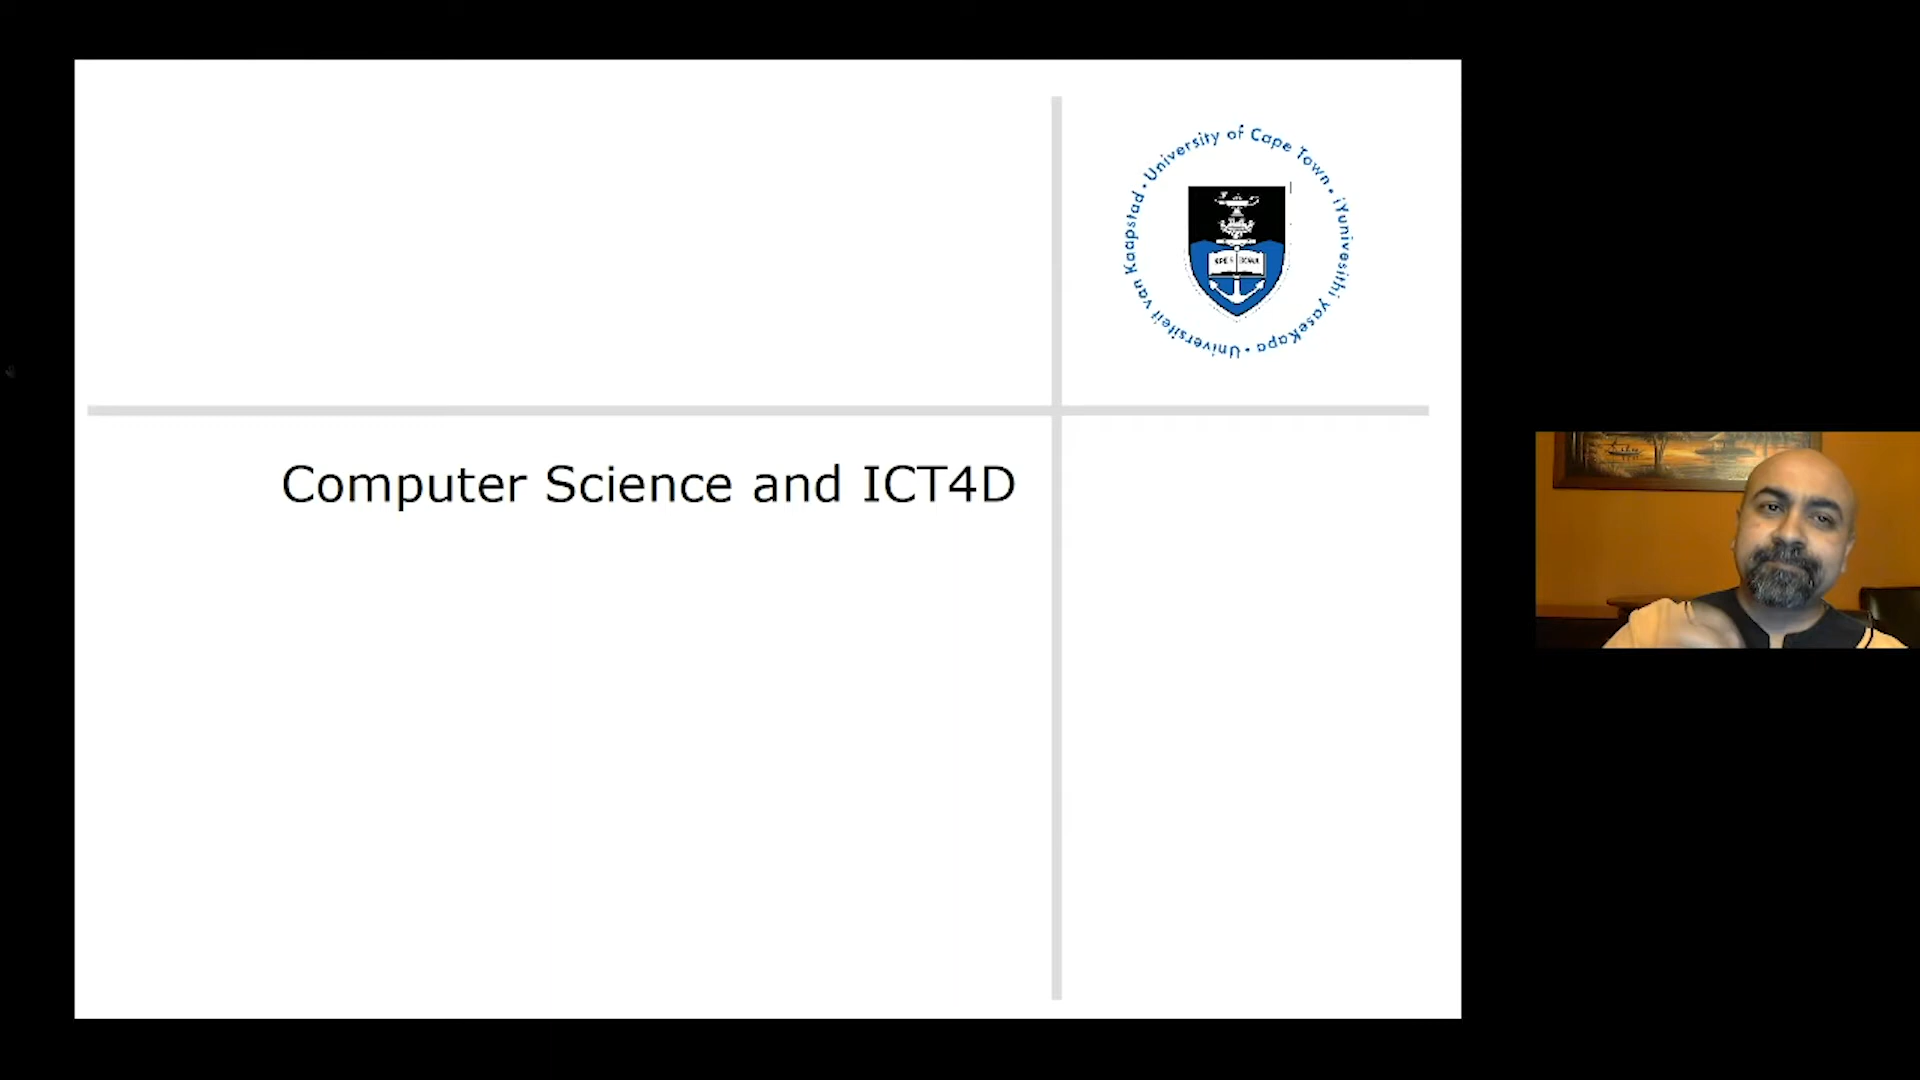 University of Cape Town • iYunivesithi yaseKapa • Universiteit van Kaapstad •
Computer Science and ICT4D